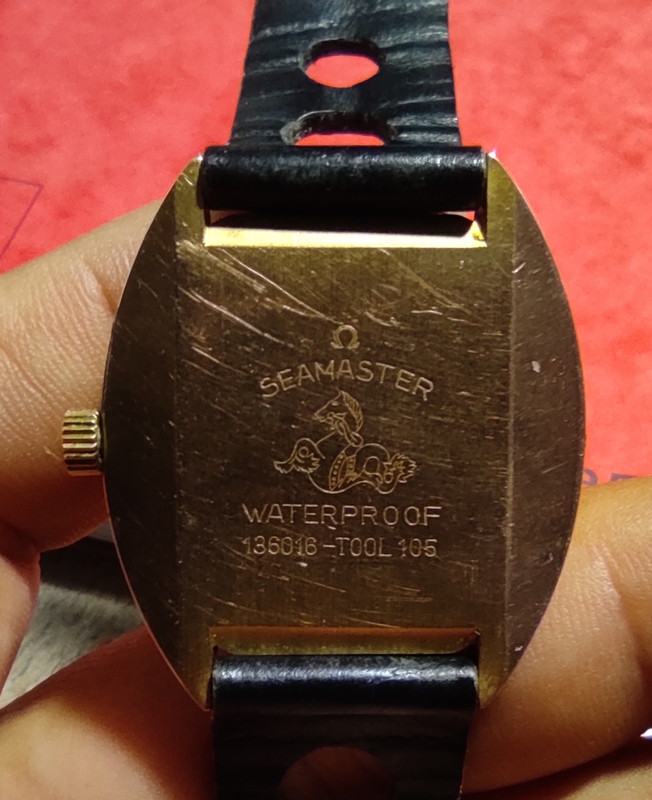 Ω
SEAMASTER
WATERPROOF
136016-TOOL 105